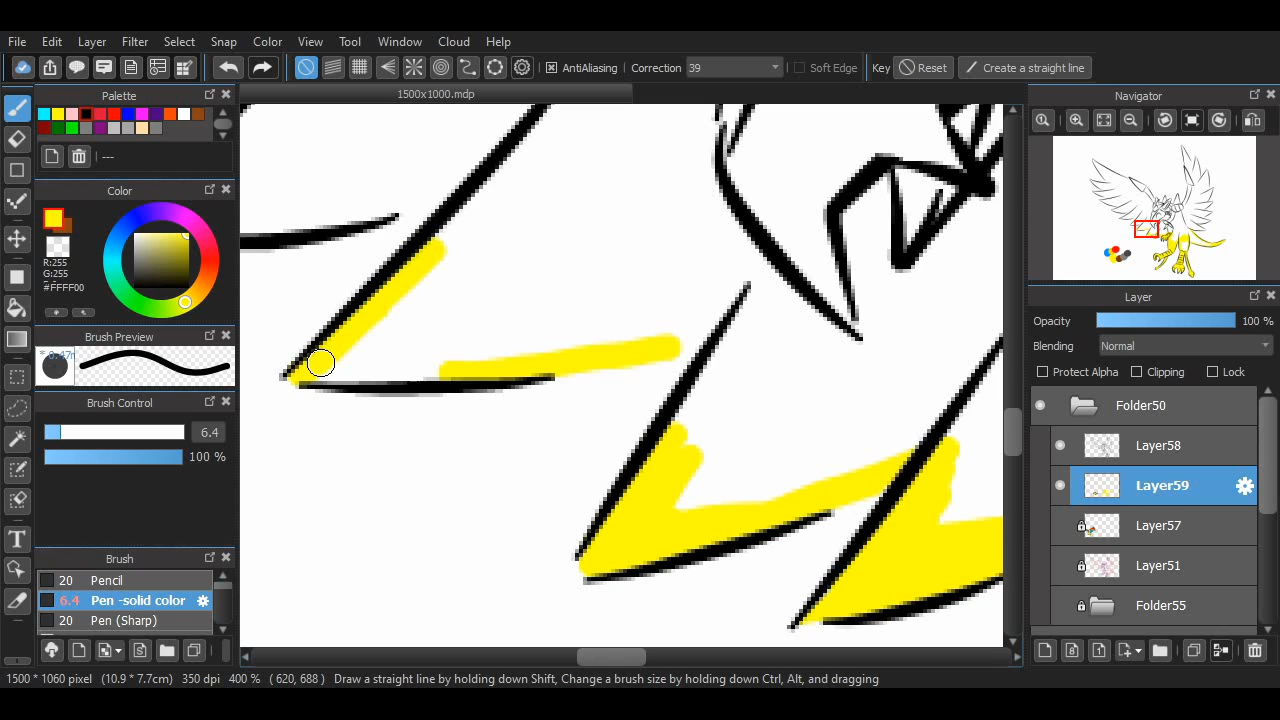 File Edit Layer Filter Select Snap Color View Tool Window Cloud Help
AntiAliasing Correction 39 Soft Edge Key Reset Create a straight line
Palette
1500x1000.mdp
Navigator
---
Color
R:255
G:255
#FFFF00
Brush Preview
* 0.47m
Brush Control
6.4
100 %
Brush
20 Pencil
6.4 Pen -solid color
20 Pen (Sharp)
Layer
Opacity 100 %
Blending Normal
Protect Alpha Clipping Lock
Folder50
Layer58
Layer59
Layer57
Layer51
Folder55
1500 * 1060 pixel (10.9 * 7.7cm) 350 dpi 400 % ( 620, 688 ) Draw a straight line by holding down Shift, Change a brush size by holding down Ctrl, Alt, and dragging